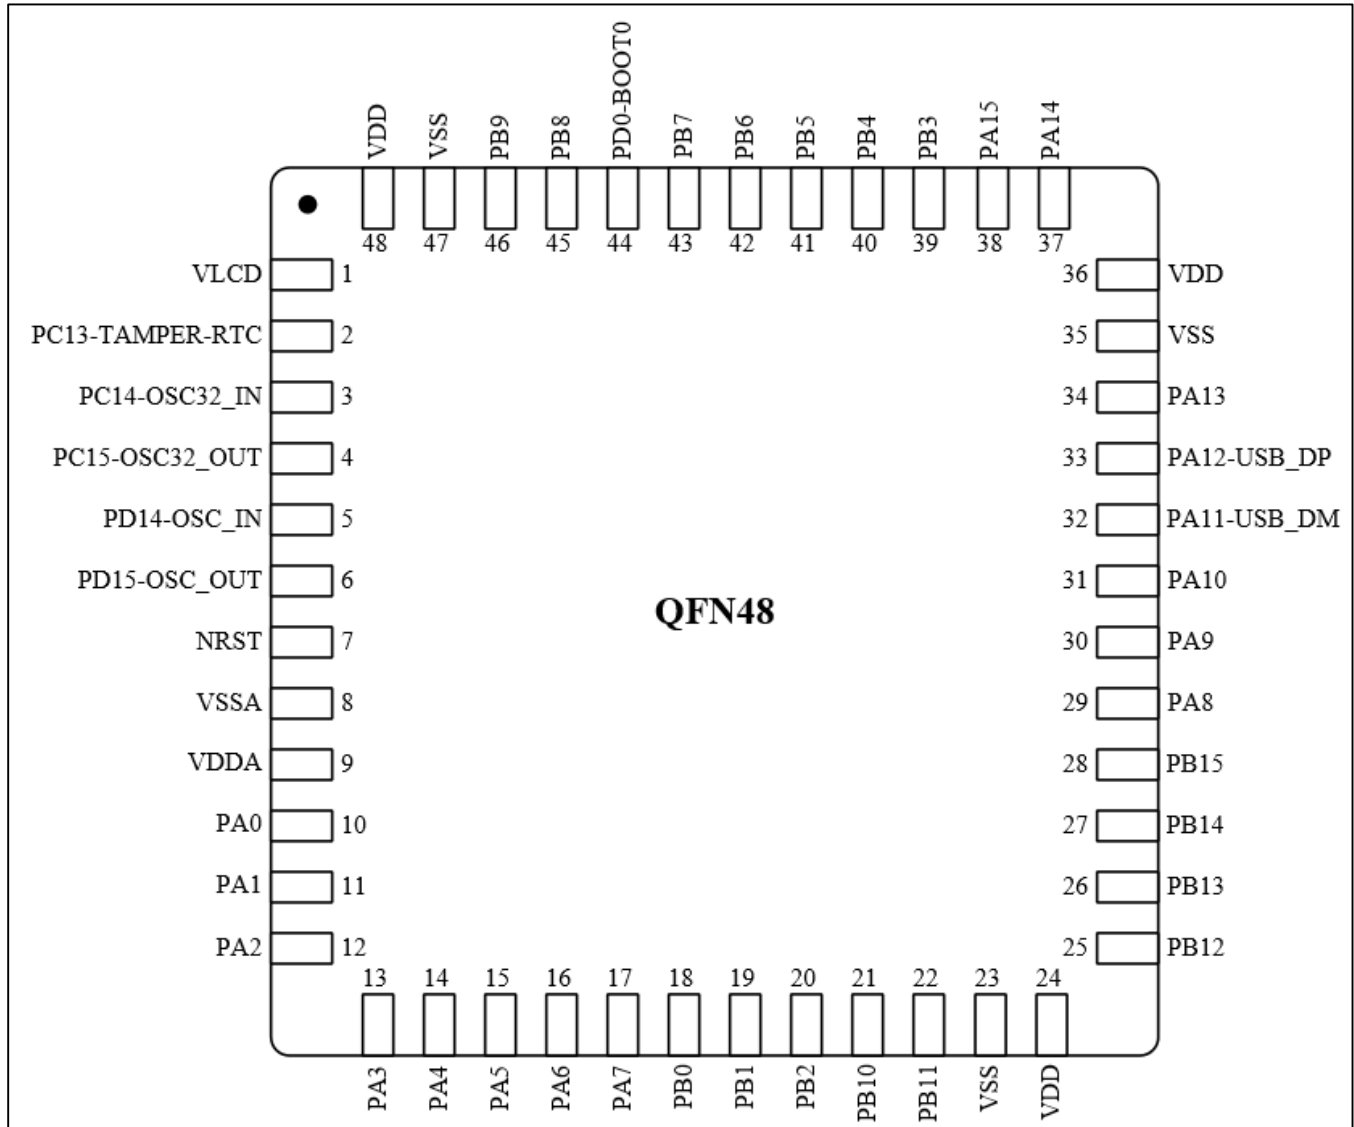 VDD
VSS
PB9
PB8
PD0-BOOT0
PB7
PB6
PB5
PB4
PB3
PA15
PA14
48
47
46
45
44
43
42
41
40
39
38
37
VLCD 1
36 VDD
PC13-TAMPER-RTC 2
35 VSS
PC14-OSC32_IN 3
34 PA13
PC15-OSC32_OUT 4
33 PA12-USB_DP
PD14-OSC_IN 5
32 PA11-USB_DM
PD15-OSC_OUT 6
31 PA10
QFN48
NRST 7
30 PA9
VSSA 8
29 PA8
VDDA 9
28 PB15
PA0 10
27 PB14
PA1 11
26 PB13
PA2 12
25 PB12
13
14
15
16
17
18
19
20
21
22
23
24
PA3
PA4
PA5
PA6
PA7
PB0
PB1
PB2
PB10
PB11
VSS
VDD